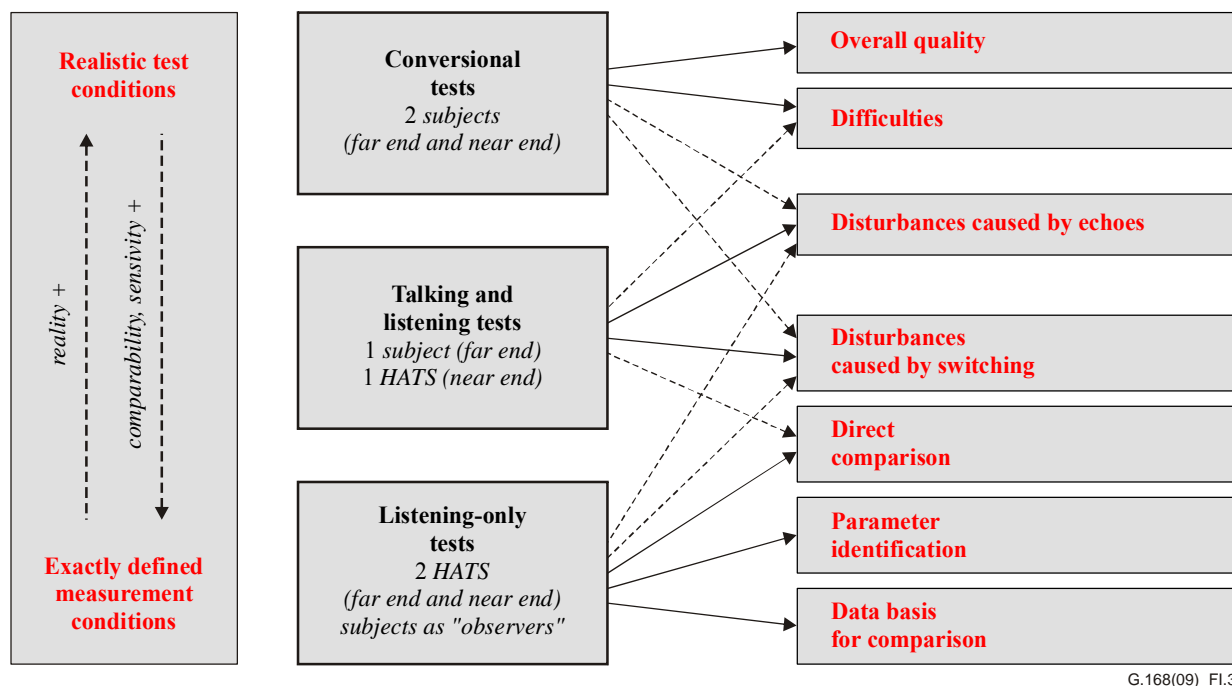 Realistic test
conditions
reality +
comparability, sensivity +
Exactly defined
measurement
conditions
Conversional
tests
2 subjects
(far end and near end)
Talking and
listening tests
1 subject (far end)
1 HATS (near end)
Listening-only
tests
2 HATS
(far end and near end)
subjects as "observers"
Overall quality
Difficulties
Disturbances caused by echoes
Disturbances
caused by switching
Direct
comparison
Parameter
identification
Data basis
for comparison
G.168(09)_FI.3